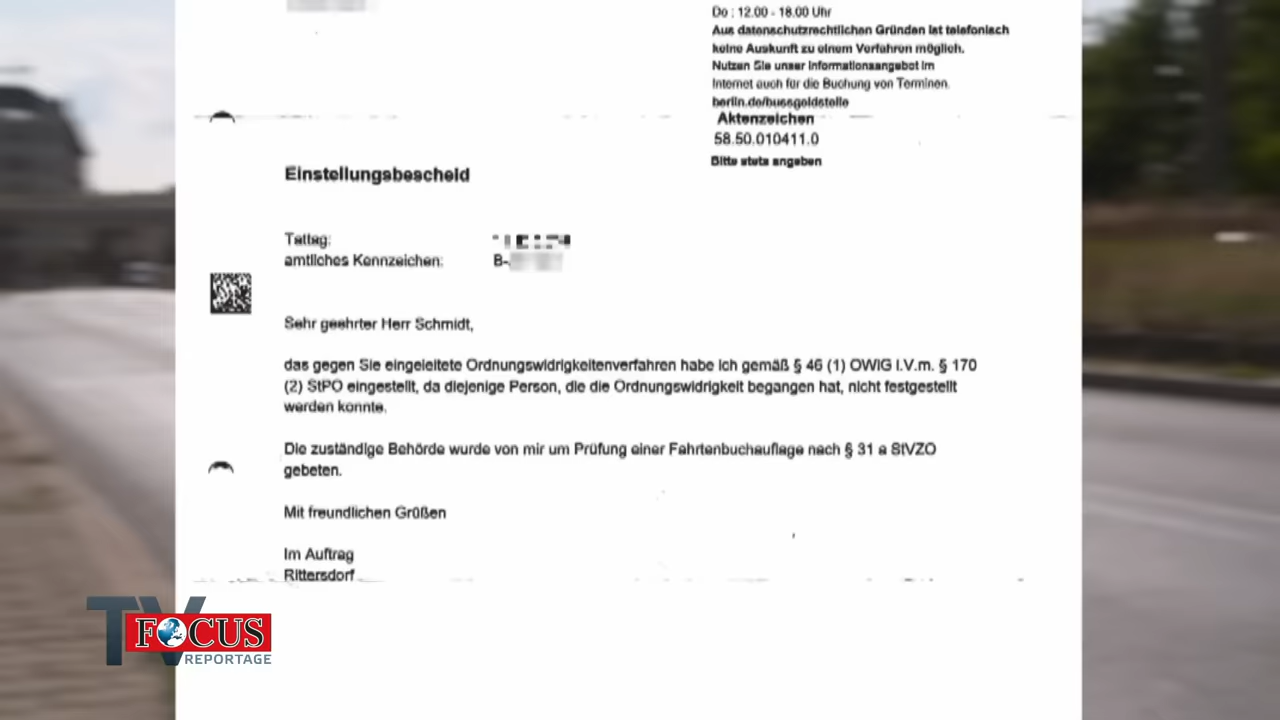 Do : 12.00 - 18.00 Uhr
Aus datenschutzrechtlichen Gründen ist telefonisch
keine Auskunft zu einem Verfahren möglich.
Nutzen Sie unser Informationsangebot im
Internet auch für die Buchung von Terminen.
berlin.de/bussgeldstelle
Aktenzeichen
58.50.010411.0
Bitte stets angeben
Einstellungsbescheid
Tattag:
amtliches Kennzeichen: B-
Sehr geehrter Herr Schmidt,
das gegen Sie eingeleitete Ordnungswidrigkeitenverfahren habe ich gemäß § 46 (1) OWIG i.V.m. § 170
(2) StPO eingestellt, da diejenige Person, die die Ordnungswidrigkeit begangen hat, nicht festgestellt
werden konnte.
Die zuständige Behörde wurde von mir um Prüfung einer Fahrtenbuchauflage nach § 31 a StVZO
gebeten.
Mit freundlichen Grüßen
Im Auftrag
Rittersdorf
TV
FOCUS
REPORTAGE